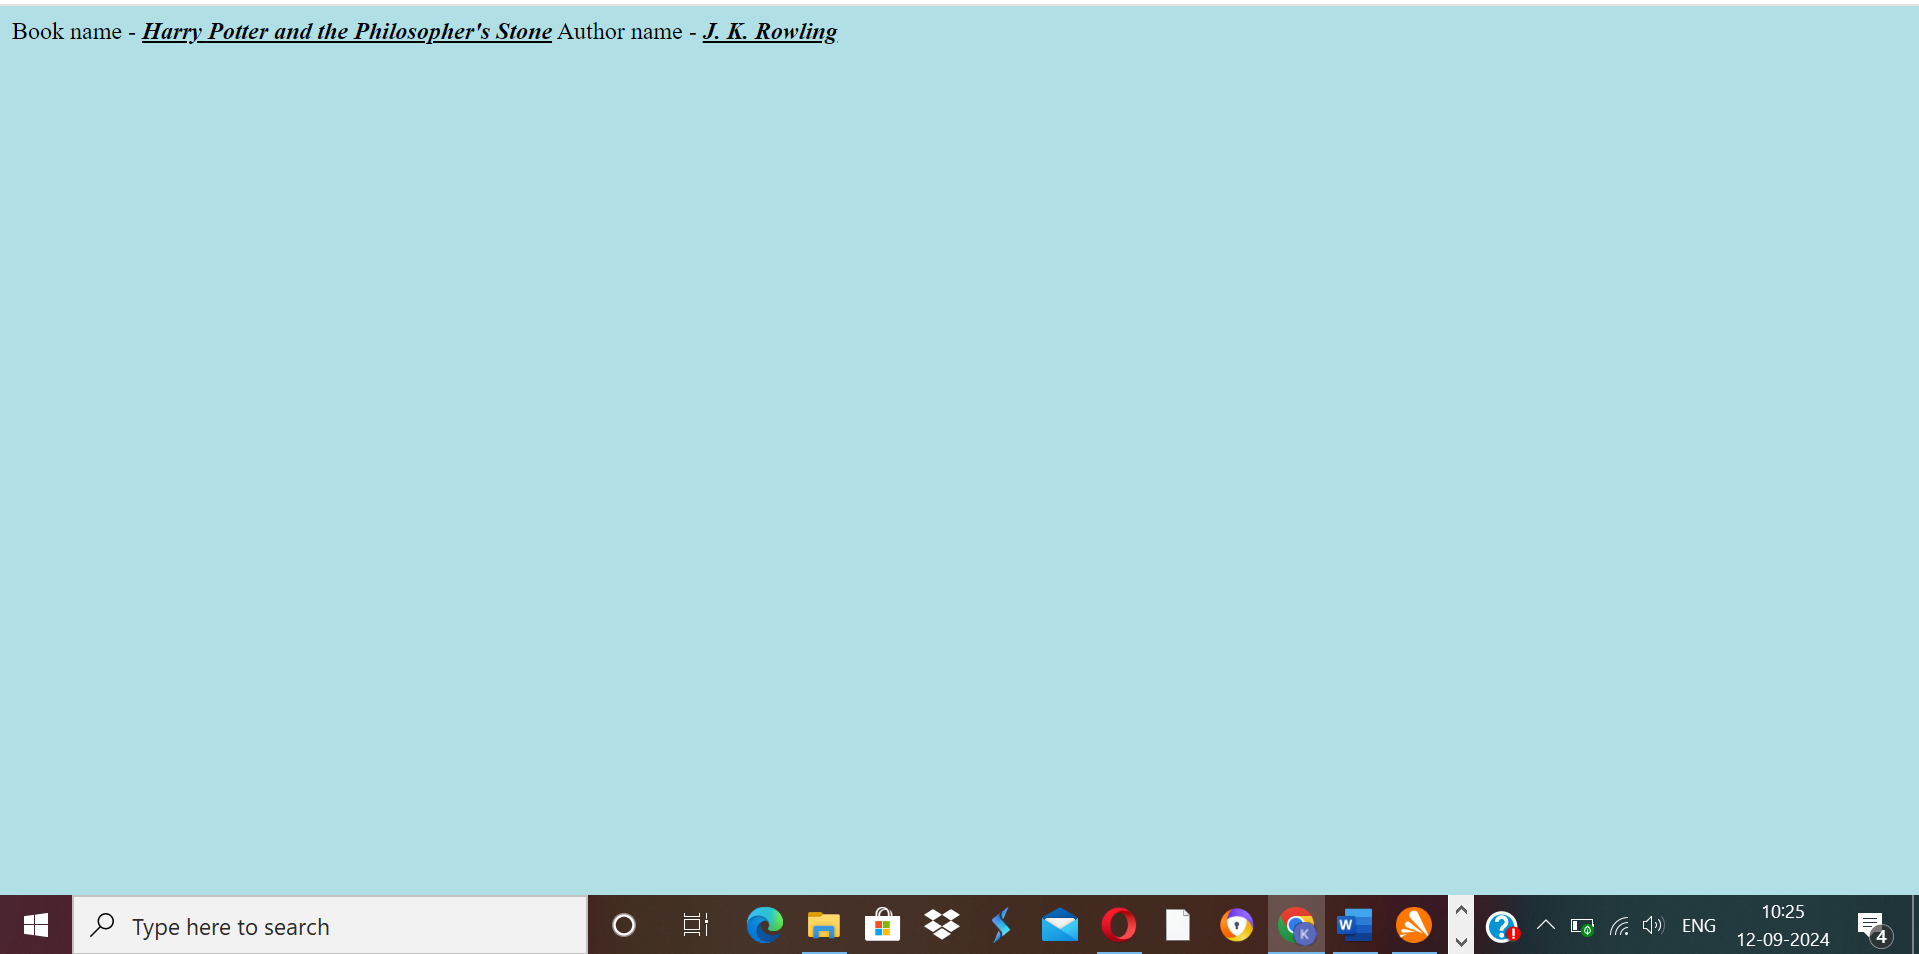 Book name - Harry Potter and the Philosopher's Stone Author name - J. K. Rowling
Type here to search
K
W
ENG
10:25
12-09-2024
4